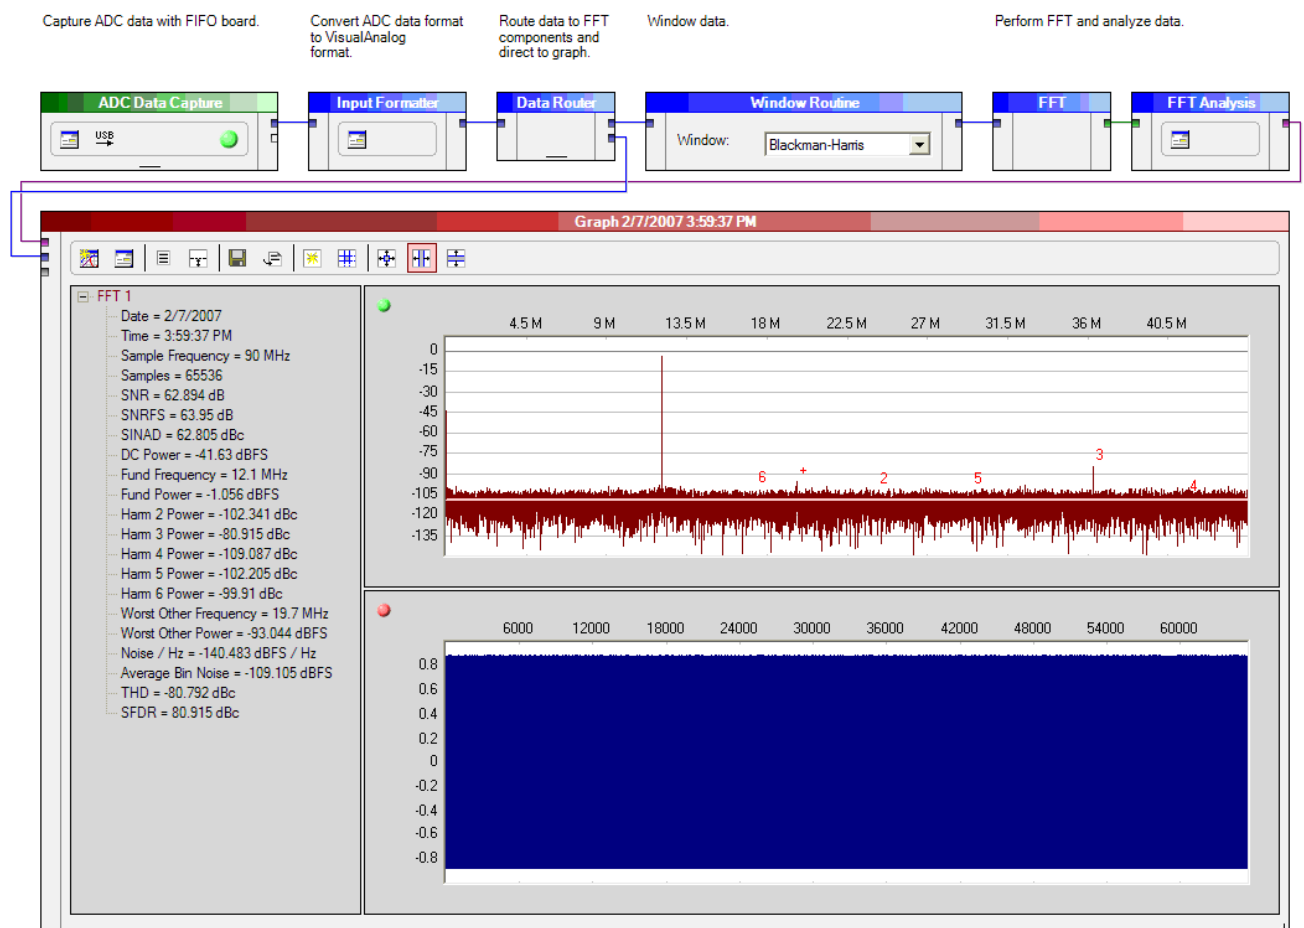 Capture ADC data with FIFO board.
Convert ADC data format
to VisualAnalog
format.
Route data to FFT
components and
direct to graph.
Window data.
Perform FFT and analyze data.
ADC Data Capture
Input Formatter
Data Router
Window Routine
FFT
FFT Analysis
USB
Window:
Blackman-Harris
Graph 2/7/2007 3:59:37 PM
FFT 1
Date = 2/7/2007
Time = 3:59:37 PM
Sample Frequency = 90 MHz
Samples = 65536
SNR = 62.894 dB
SNRFS = 63.95 dB
SINAD = 62.805 dBc
DC Power = -41.63 dBFS
Fund Frequency = 12.1 MHz
Fund Power = -1.056 dBFS
Harm 2 Power = -102.341 dBc
Harm 3 Power = -80.915 dBc
Harm 4 Power = -109.087 dBc
Harm 5 Power = -102.205 dBc
Harm 6 Power = -99.91 dBc
Worst Other Frequency = 19.7 MHz
Worst Other Power = -93.044 dBFS
Noise / Hz = -140.483 dBFS / Hz
Average Bin Noise = -109.105 dBFS
THD = -80.792 dBc
SFDR = 80.915 dBc
4.5 M 9 M 13.5 M 18 M 22.5 M 27 M 31.5 M 36 M 40.5 M
0
-15
-30
-45
-60
-75
-90
-105
-120
-135
6 + 2 5 3 4
6000 12000 18000 24000 30000 36000 42000 48000 54000 60000
0.8
0.6
0.4
0.2
0
-0.2
-0.4
-0.6
-0.8